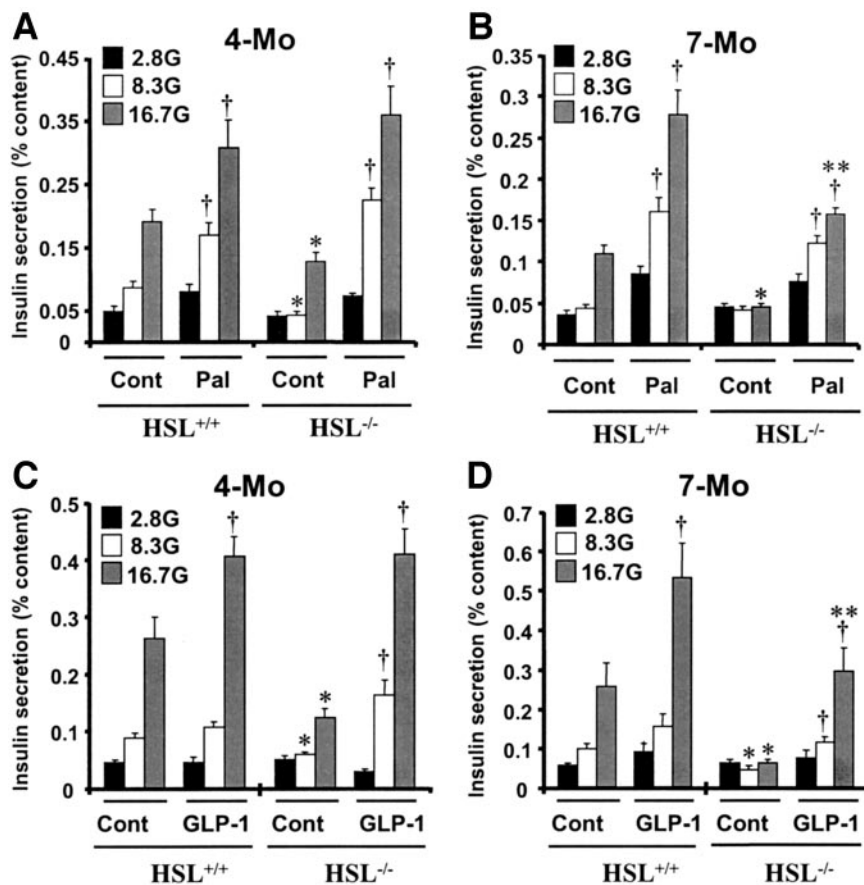 A
4-Mo
2.8G
8.3G
16.7G
Insulin secretion (% content)
0.45
0.35
0.25
0.15
0.05
0
†
†
*
*
†
†
Cont Pal Cont Pal
HSL+/+ HSL-/-
B
7-Mo
2.8G
8.3G
16.7G
Insulin secretion (% content)
0.35
0.3
0.25
0.2
0.15
0.1
0.05
0
†
†
*
†
**
†
Cont Pal Cont Pal
HSL+/+ HSL-/-
C
4-Mo
2.8G
8.3G
16.7G
Insulin secretion (% content)
0.5
0.4
0.3
0.2
0.1
0
†
*
*
†
†
Cont GLP-1 Cont GLP-1
HSL+/+ HSL-/-
D
7-Mo
2.8G
8.3G
16.7G
Insulin secretion (% content)
0.7
0.6
0.5
0.4
0.3
0.2
0.1
0
†
* *
†
**
†
Cont GLP-1 Cont GLP-1
HSL+/+ HSL-/-